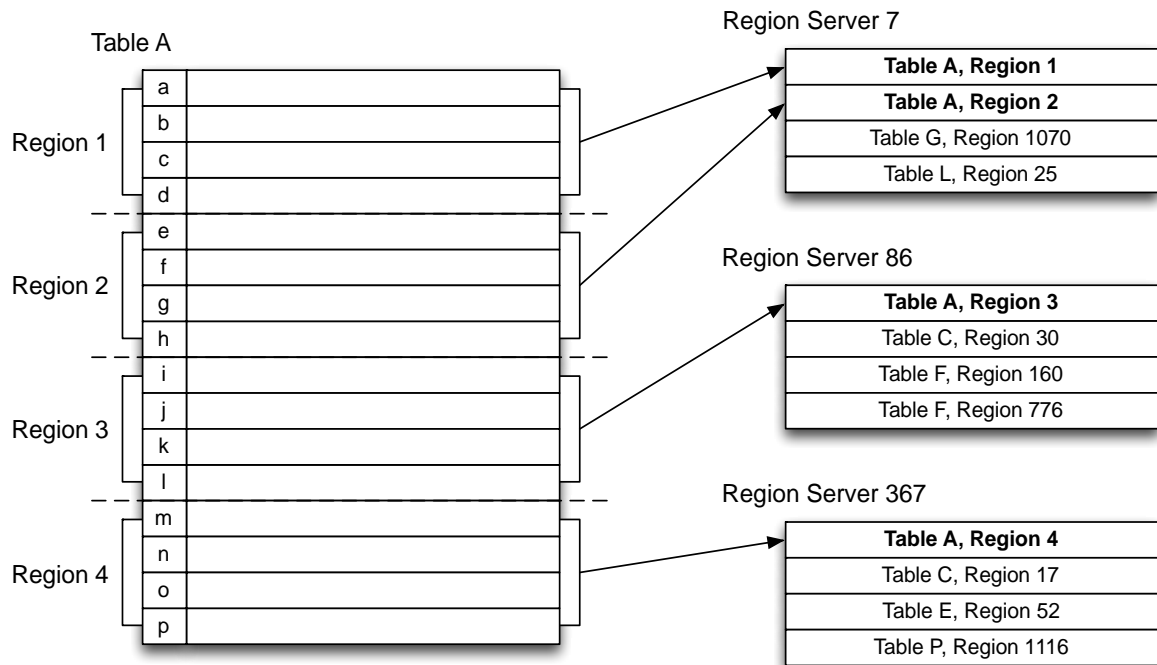 Table A
Region 1
Region 2
Region 3
Region 4
a
b
c
d
e
f
g
h
i
j
k
l
m
n
o
p
Region Server 7
Table A, Region 1
Table A, Region 2
Table G, Region 1070
Table L, Region 25
Region Server 86
Table A, Region 3
Table C, Region 30
Table F, Region 160
Table F, Region 776
Region Server 367
Table A, Region 4
Table C, Region 17
Table E, Region 52
Table P, Region 1116